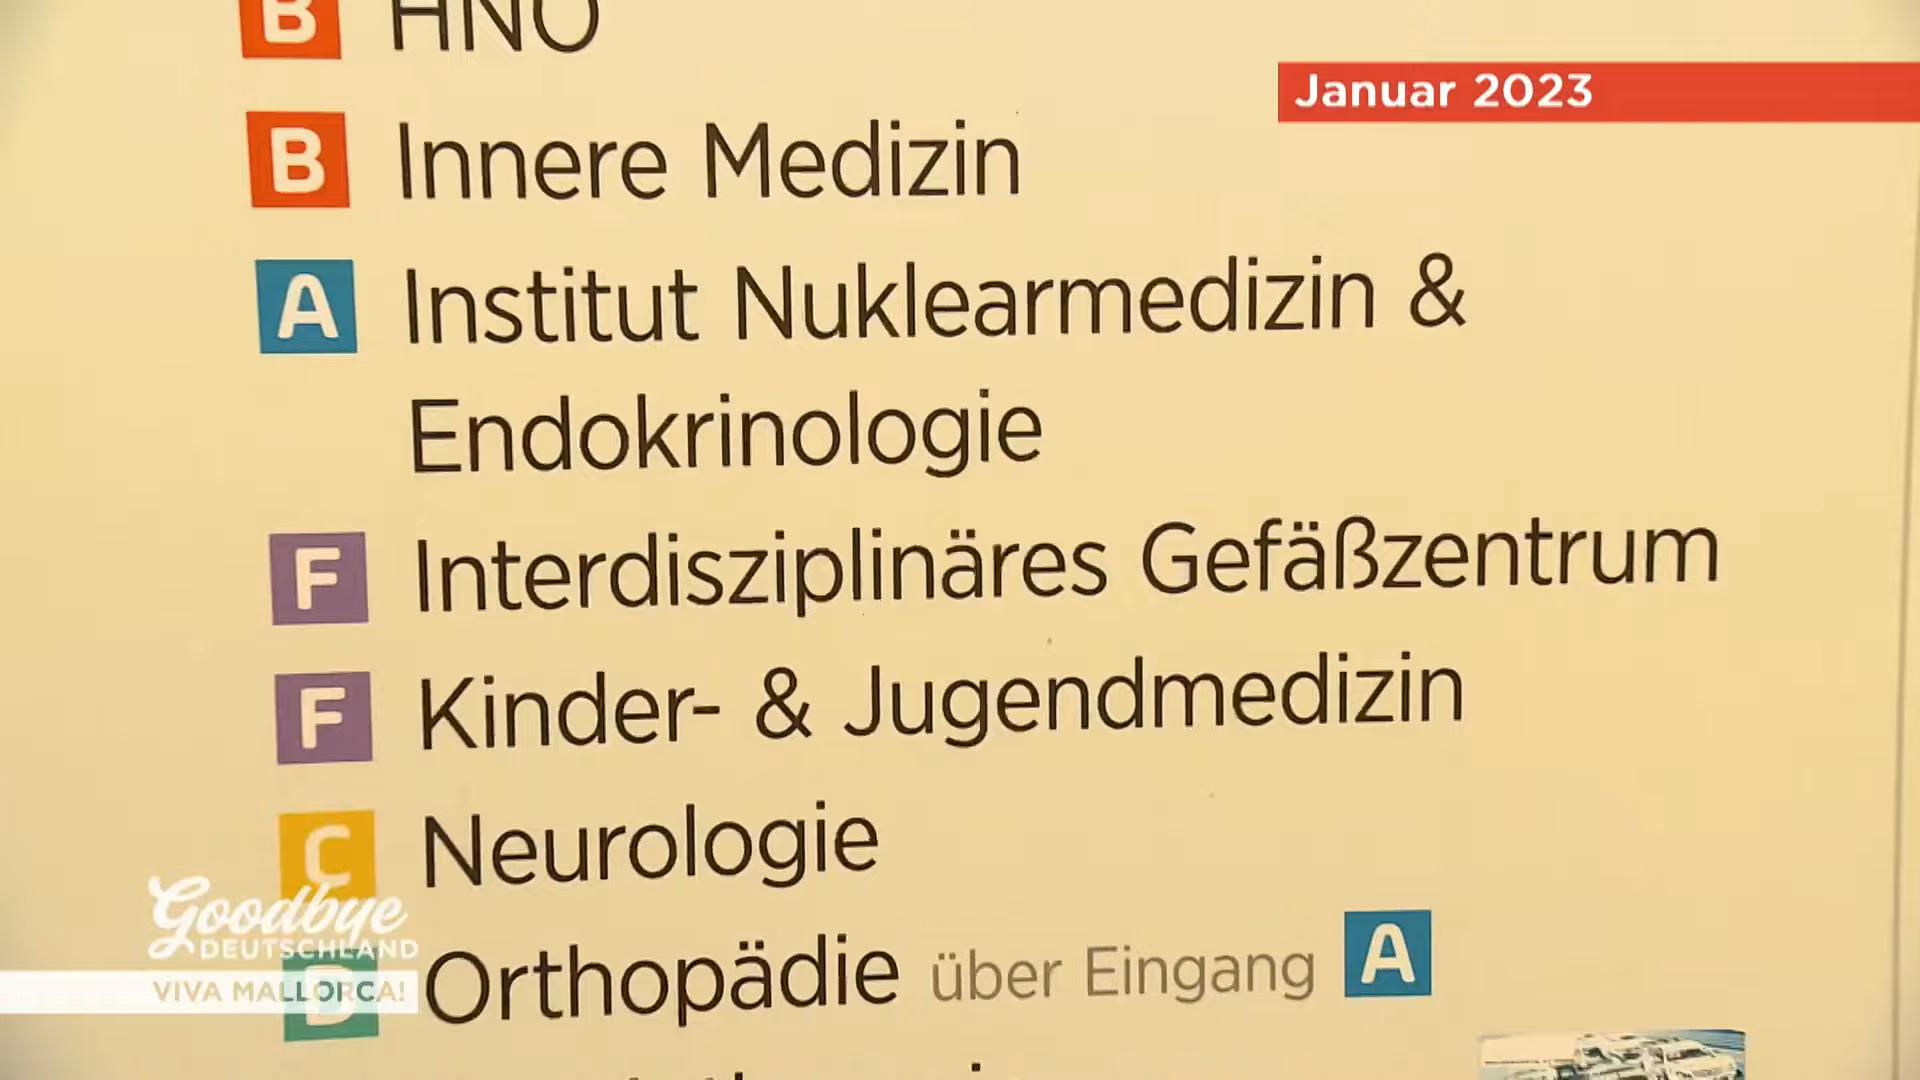 B HNO
Januar 2023
B Innere Medizin
A Institut Nuklearmedizin &
Endokrinologie
F Interdisziplinäres Gefäßzentrum
F Kinder- & Jugendmedizin
C Neurologie
D Orthopädie über Eingang A
Goodbye
DEUTSCHLAND
VIVA MALLORCA!